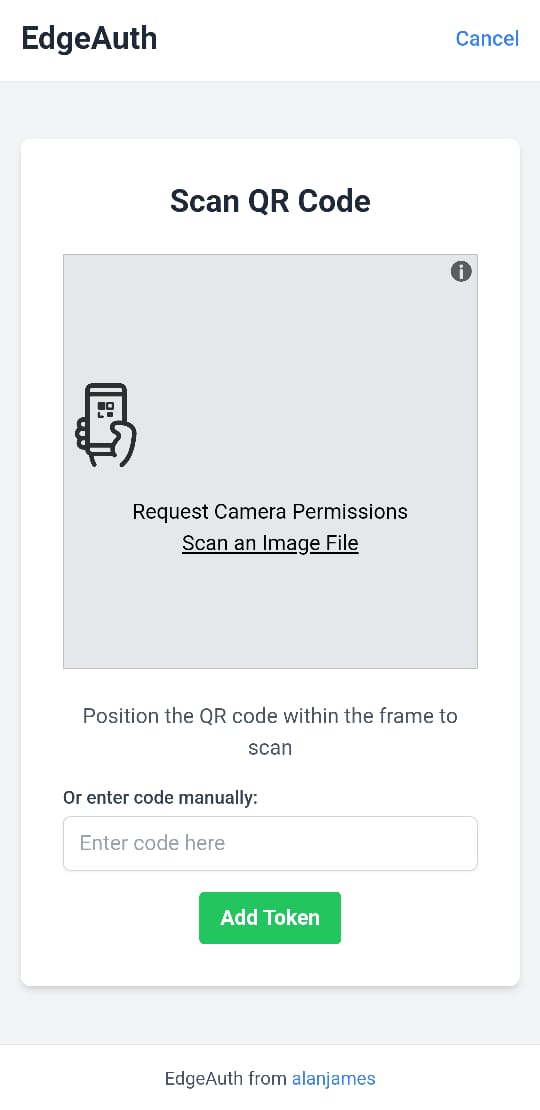 EdgeAuth
Cancel
Scan QR Code
Request Camera Permissions
Scan an Image File
Position the QR code within the frame to
scan
Or enter code manually:
Enter code here
Add Token
EdgeAuth from alanjames